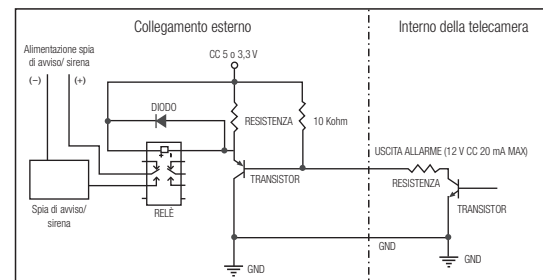 Collegamento esterno
Interno della telecamera
Alimentazione spia
di avviso/ sirena
(−) (+)
CC 5 o 3,3 V
DIODO
RESISTENZA
10 Kohm
USCITA ALLARME (12 V CC 20 mA MAX)
RESISTENZA
TRANSISTOR
TRANSISTOR
Spia di avviso/
sirena
RELÈ
GND
GND
GND